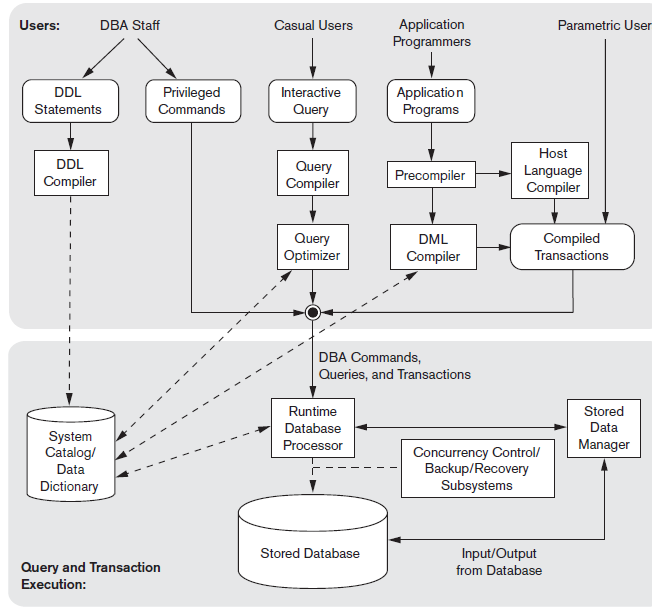 Users:
DBA Staff
Casual Users
Application
Programmers
Parametric User
DDL
Statements
Privileged
Commands
Interactive
Query
Application
Programs
DDL
Compiler
Query
Compiler
Precompiler
Host
Language
Compiler
Query
Optimizer
DML
Compiler
Compiled
Transactions
DBA Commands,
Queries, and Transactions
System
Catalog/
Data
Dictionary
Runtime
Database
Processor
Stored
Data
Manager
Concurrency Control/
Backup/Recovery
Subsystems
Stored Database
Input/Output
from Database
Query and Transaction
Execution: